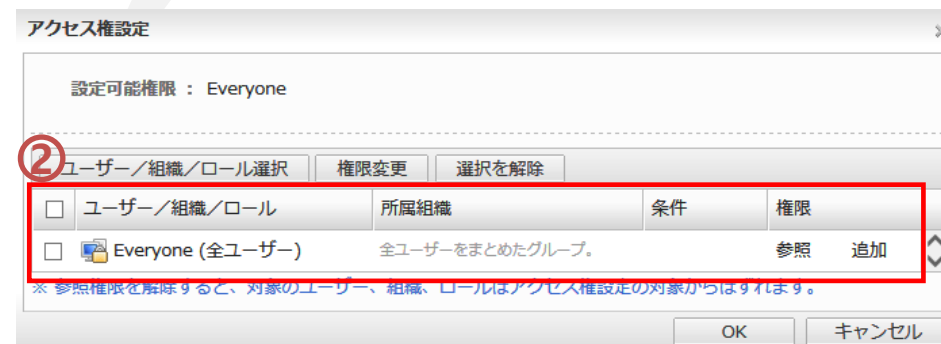 アクセス権設定
設定可能権限 : Everyone
② ユーザー/組織/ロール選択 権限変更 選択を解除
ユーザー/組織/ロール 所属組織 条件 権限
Everyone (全ユーザー) 全ユーザーをまとめたグループ。 参照 追加
※ 参照権限を解除すると、対象のユーザー、組織、ロールはアクセス権設定の対象からはずれます。
OK キャンセル